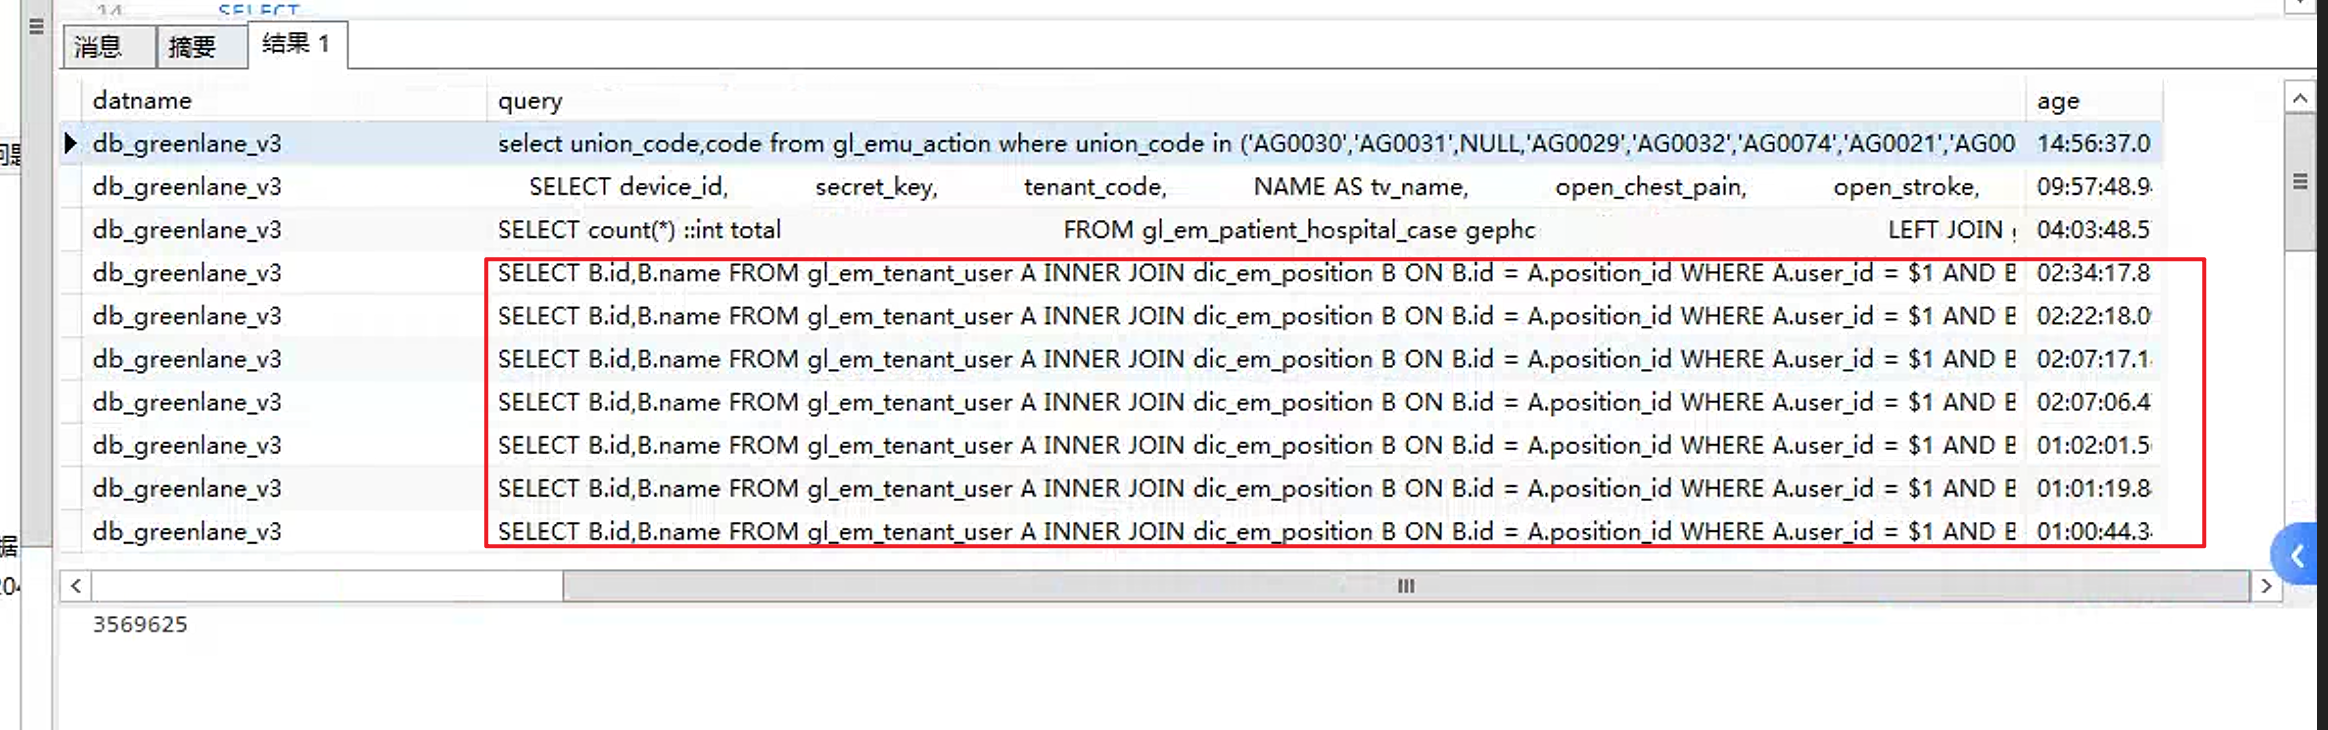 14 SELECT
消息 摘要 结果 1
datname query age
db_greenlane_v3 select union_code,code from gl_emu_action where union_code in ('AG0030','AG0031',NULL,'AG0029','AG0032','AG0074','AG0021','AG00 14:56:37.0
db_greenlane_v3 SELECT device_id, secret_key, tenant_code, NAME AS tv_name, open_chest_pain, open_stroke, 09:57:48.9
db_greenlane_v3 SELECT count(*) ::int total FROM gl_em_patient_hospital_case gephc LEFT JOIN 04:03:48.5
db_greenlane_v3 SELECT B.id,B.name FROM gl_em_tenant_user A INNER JOIN dic_em_position B ON B.id = A.position_id WHERE A.user_id = $1 AND B 02:34:17.8
db_greenlane_v3 SELECT B.id,B.name FROM gl_em_tenant_user A INNER JOIN dic_em_position B ON B.id = A.position_id WHERE A.user_id = $1 AND B 02:22:18.0
db_greenlane_v3 SELECT B.id,B.name FROM gl_em_tenant_user A INNER JOIN dic_em_position B ON B.id = A.position_id WHERE A.user_id = $1 AND B 02:07:17.1
db_greenlane_v3 SELECT B.id,B.name FROM gl_em_tenant_user A INNER JOIN dic_em_position B ON B.id = A.position_id WHERE A.user_id = $1 AND B 02:07:06.4
db_greenlane_v3 SELECT B.id,B.name FROM gl_em_tenant_user A INNER JOIN dic_em_position B ON B.id = A.position_id WHERE A.user_id = $1 AND B 01:02:01.5
db_greenlane_v3 SELECT B.id,B.name FROM gl_em_tenant_user A INNER JOIN dic_em_position B ON B.id = A.position_id WHERE A.user_id = $1 AND B 01:01:19.8
db_greenlane_v3 SELECT B.id,B.name FROM gl_em_tenant_user A INNER JOIN dic_em_position B ON B.id = A.position_id WHERE A.user_id = $1 AND B 01:00:44.3
3569625